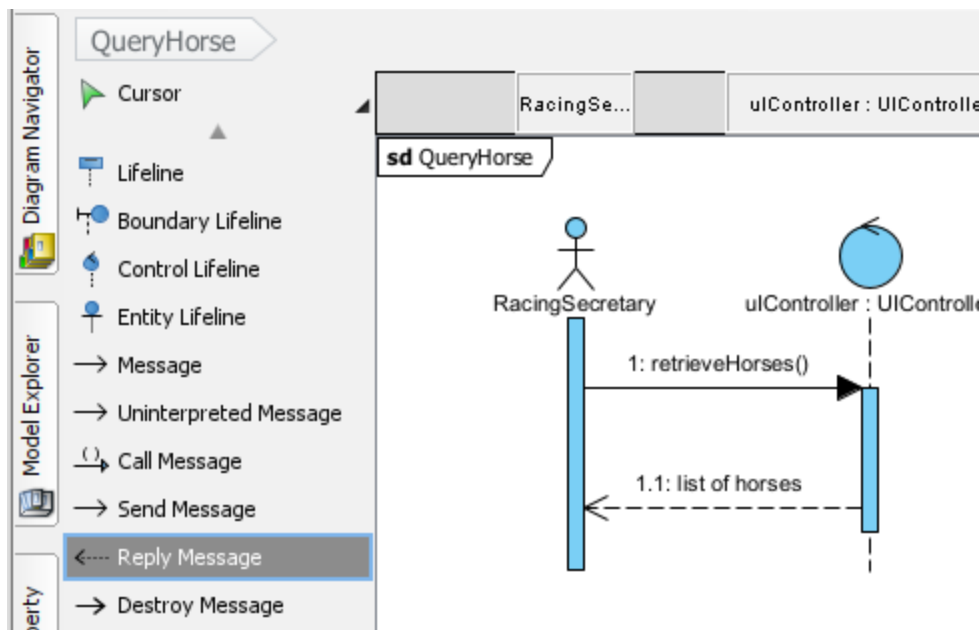 QueryHorse
Diagram Navigator
Model Explorer
erty
Cursor
Lifeline
Boundary Lifeline
Control Lifeline
Entity Lifeline
Message
Uninterpreted Message
Call Message
Send Message
Reply Message
Destroy Message
RacingSe...
uIController : UIControlle
sd QueryHorse
RacingSecretary
uIController : UIControlle
1: retrieveHorses()
1.1: list of horses